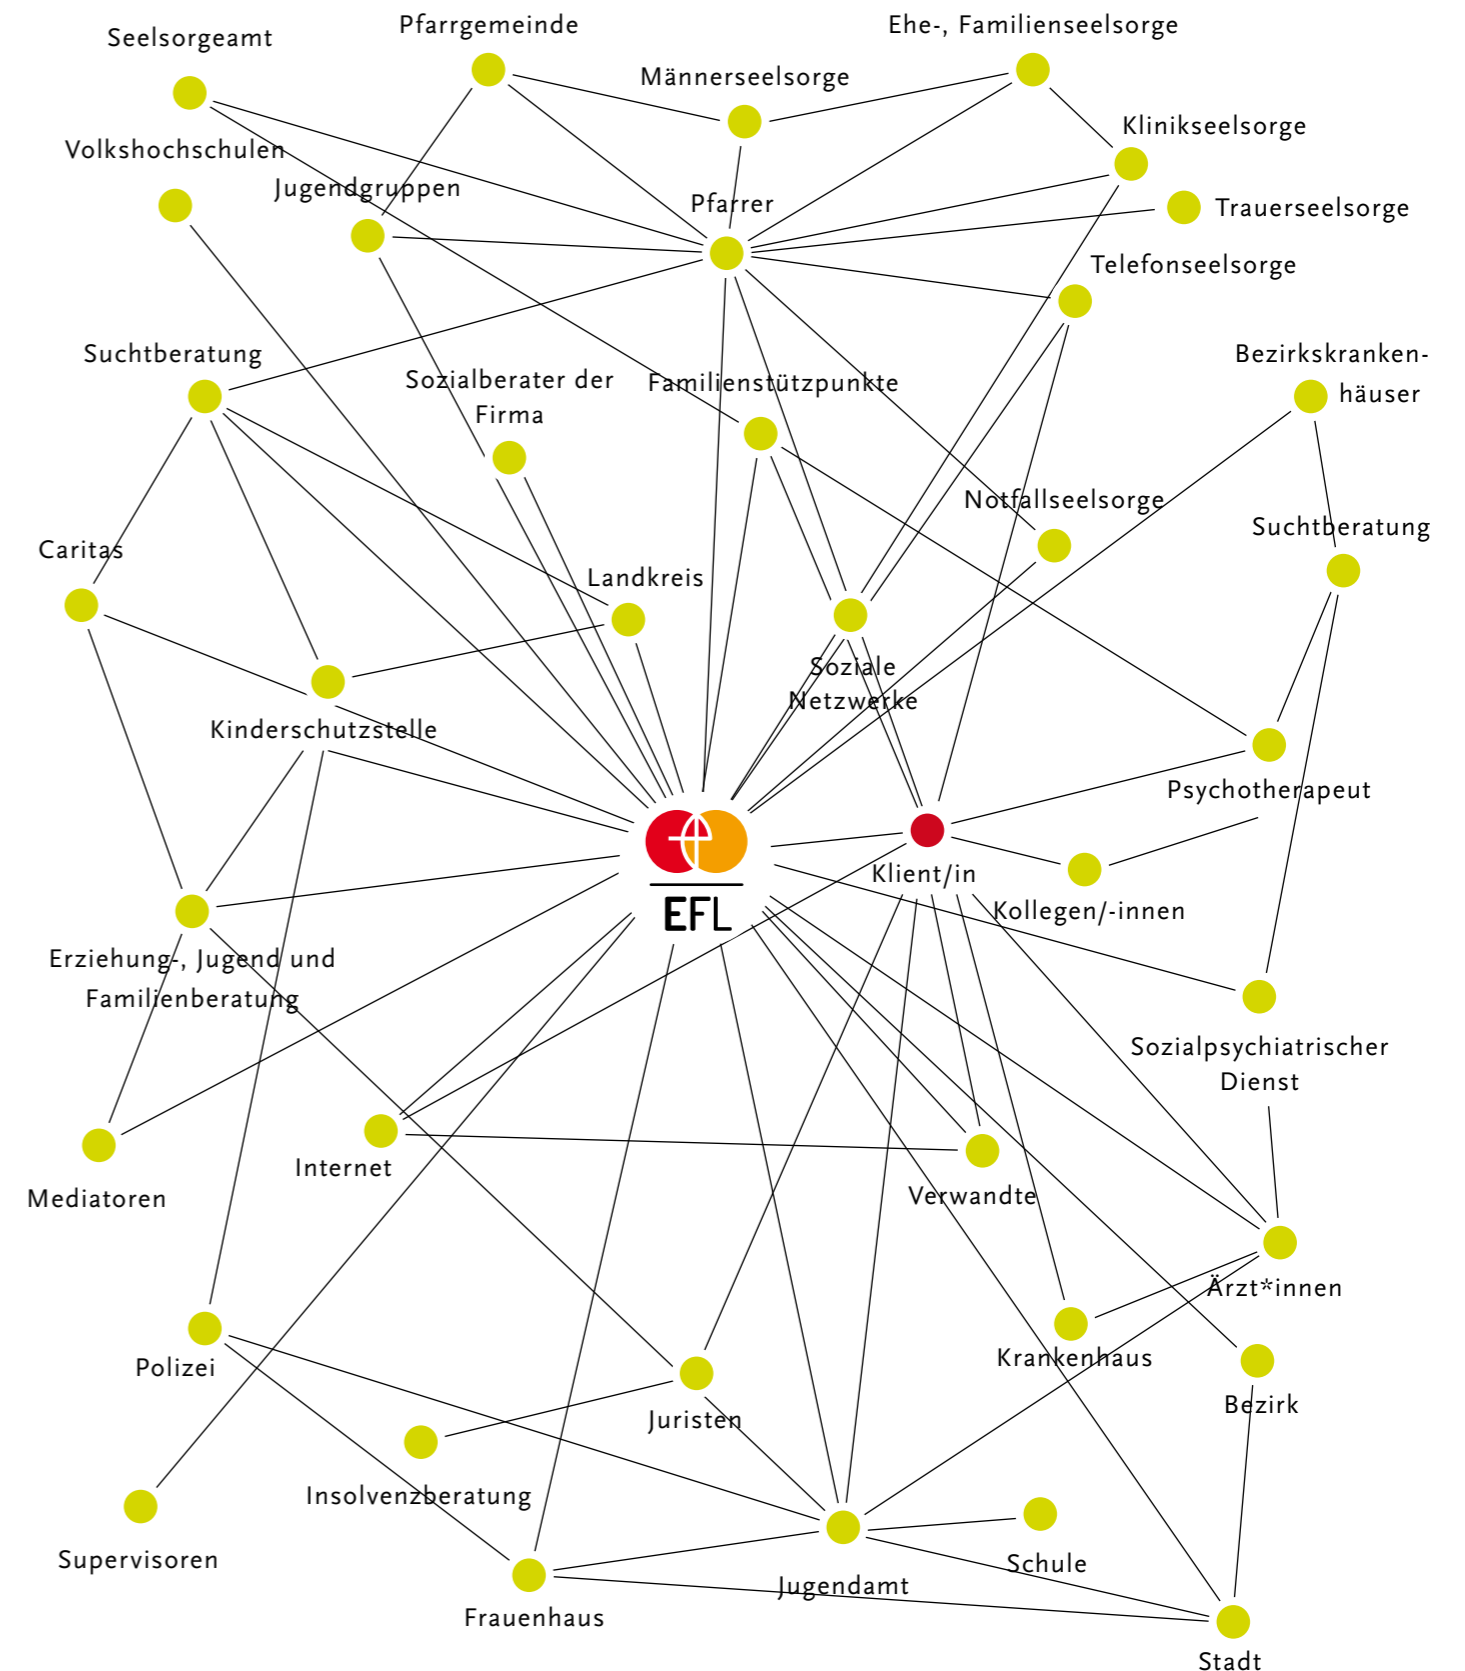 Pfarrgemeinde
Ehe-, Familienseelsorge
Seelsorgeamt
Männerseelsorge
Klinikseelsorge
Volkshochschulen
Jugendgruppen
Pfarrer
Trauerseelsorge
Telefonseelsorge
Suchtberatung
Bezirkskranken-
häuser
Sozialberater der
Firma
Familienstützpunkte
Notfallseelsorge
Suchtberatung
Caritas
Landkreis
Soziale
Netzwerke
Kinderschutzstelle
Psychotherapeut
Klient/in
EFL
Kollegen/-innen
Erziehung-, Jugend und
Familienberatung
Sozialpsychiatrischer
Dienst
Internet
Mediatoren
Verwandte
Ärzt*innen
Polizei
Krankenhaus
Bezirk
Juristen
Insolvenzberatung
Supervisoren
Schule
Jugendamt
Frauenhaus
Stadt